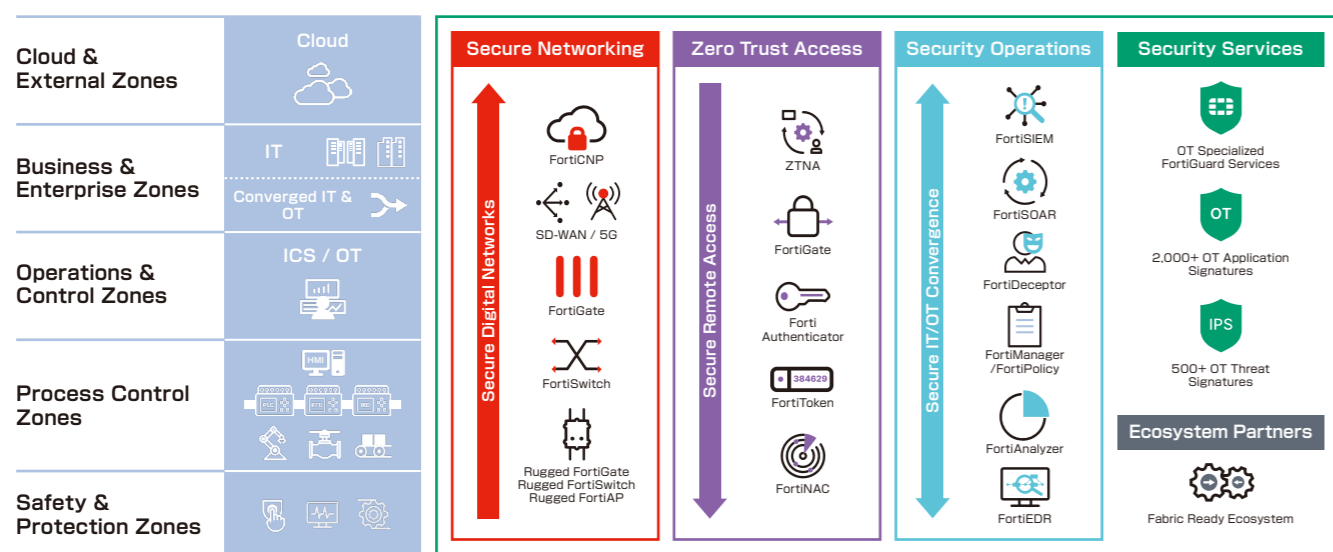 Cloud &
External Zones
Cloud
Business &
Enterprise Zones
IT
Converged IT &
OT
Operations &
Control Zones
ICS / OT
Process Control
Zones
HMI
PLC
RTU
Safety &
Protection Zones
Secure Networking
Secure Digital Networks
FortiCNP
SD-WAN / 5G
FortiGate
FortiSwitch
Rugged FortiGate
Rugged FortiSwitch
Rugged FortiAP
Zero Trust Access
Secure Remote Access
ZTNA
FortiGate
Forti
Authenticator
384629
FortiToken
FortiNAC
Security Operations
Secure IT/OT Convergence
FortiSIEM
FortiSOAR
FortiDeceptor
FortiManager
/FortiPolicy
FortiAnalyzer
FortiEDR
Security Services
OT Specialized
FortiGuard Services
OT
2,000+ OT Application
Signatures
IPS
500+ OT Threat
Signatures
Ecosystem Partners
Fabric Ready Ecosystem